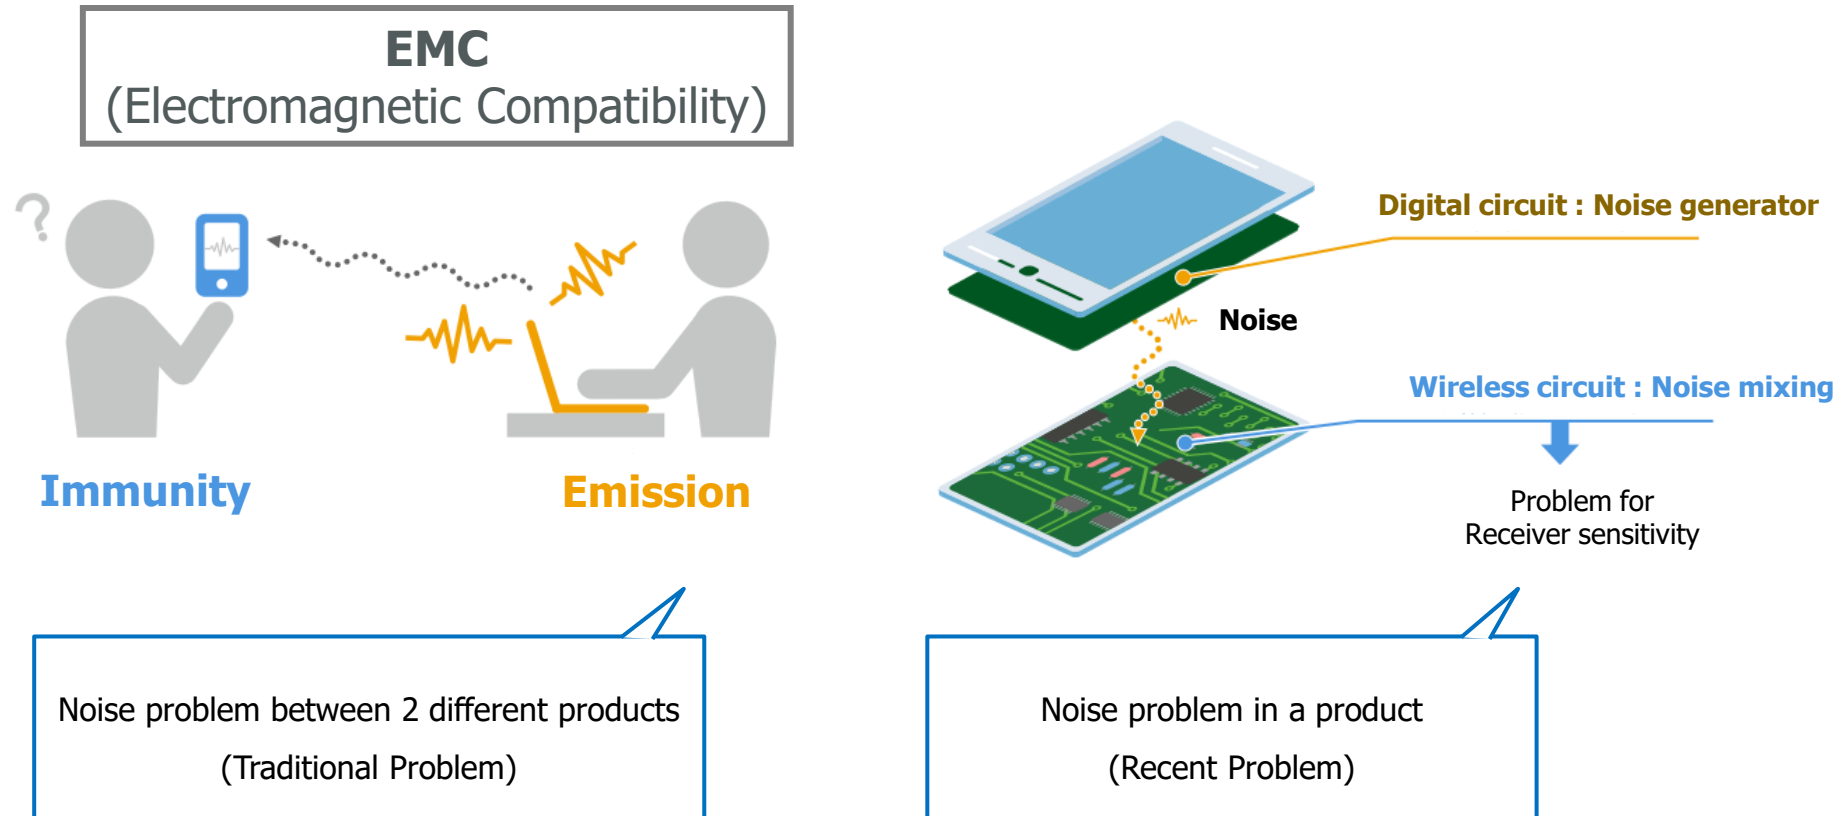 EMC
(Electromagnetic Compatibility)
?
Immunity
Emission
Noise problem between 2 different products
(Traditional Problem)
Digital circuit : Noise generator
Noise
Wireless circuit : Noise mixing
Problem for
Receiver sensitivity
Noise problem in a product
(Recent Problem)